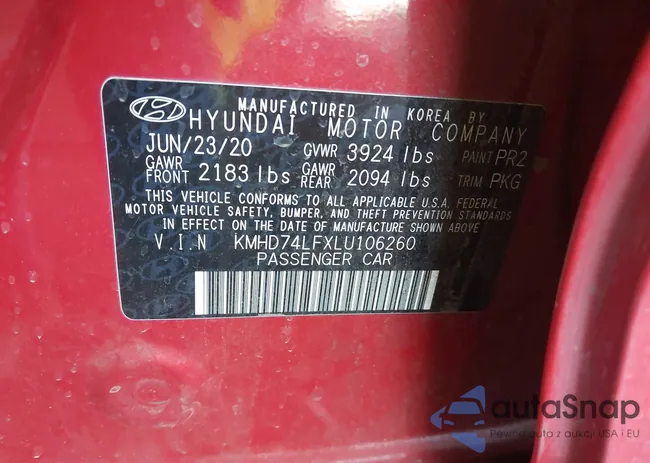 MANUFACTURED IN KOREA BY
HYUNDAI MOTOR COMPANY
JUN/23/20 GVWR 3924 lbs PAINT PR2
GAWR FRONT 2183 lbs GAWR REAR 2094 lbs TRIM PKG
THIS VEHICLE CONFORMS TO ALL APPLICABLE U.S.A. FEDERAL
MOTOR VEHICLE SAFETY, BUMPER, AND THEFT PREVENTION STANDARDS
IN EFFECT ON THE DATE OF MANUFACTURE SHOWN ABOVE.
V.I.N KMHD74LFXLU106260
PASSENGER CAR
autoSnap
Pewne auta z aukcji USA i EU